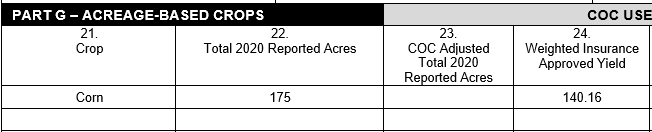 PART G – ACREAGE-BASED CROPS
COC USE
21.
Crop
22.
Total 2020 Reported Acres
23.
COC Adjusted
Total 2020
Reported Acres
24.
Weighted Insurance
Approved Yield
Corn
175
140.16